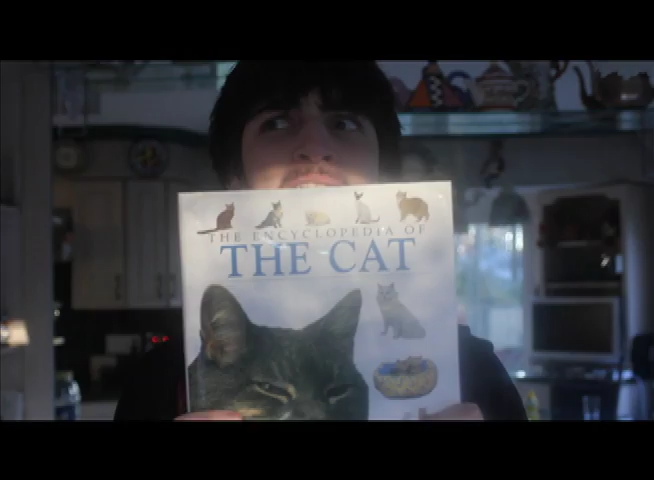 THE ENCYCLOPEDIA OF
THE CAT